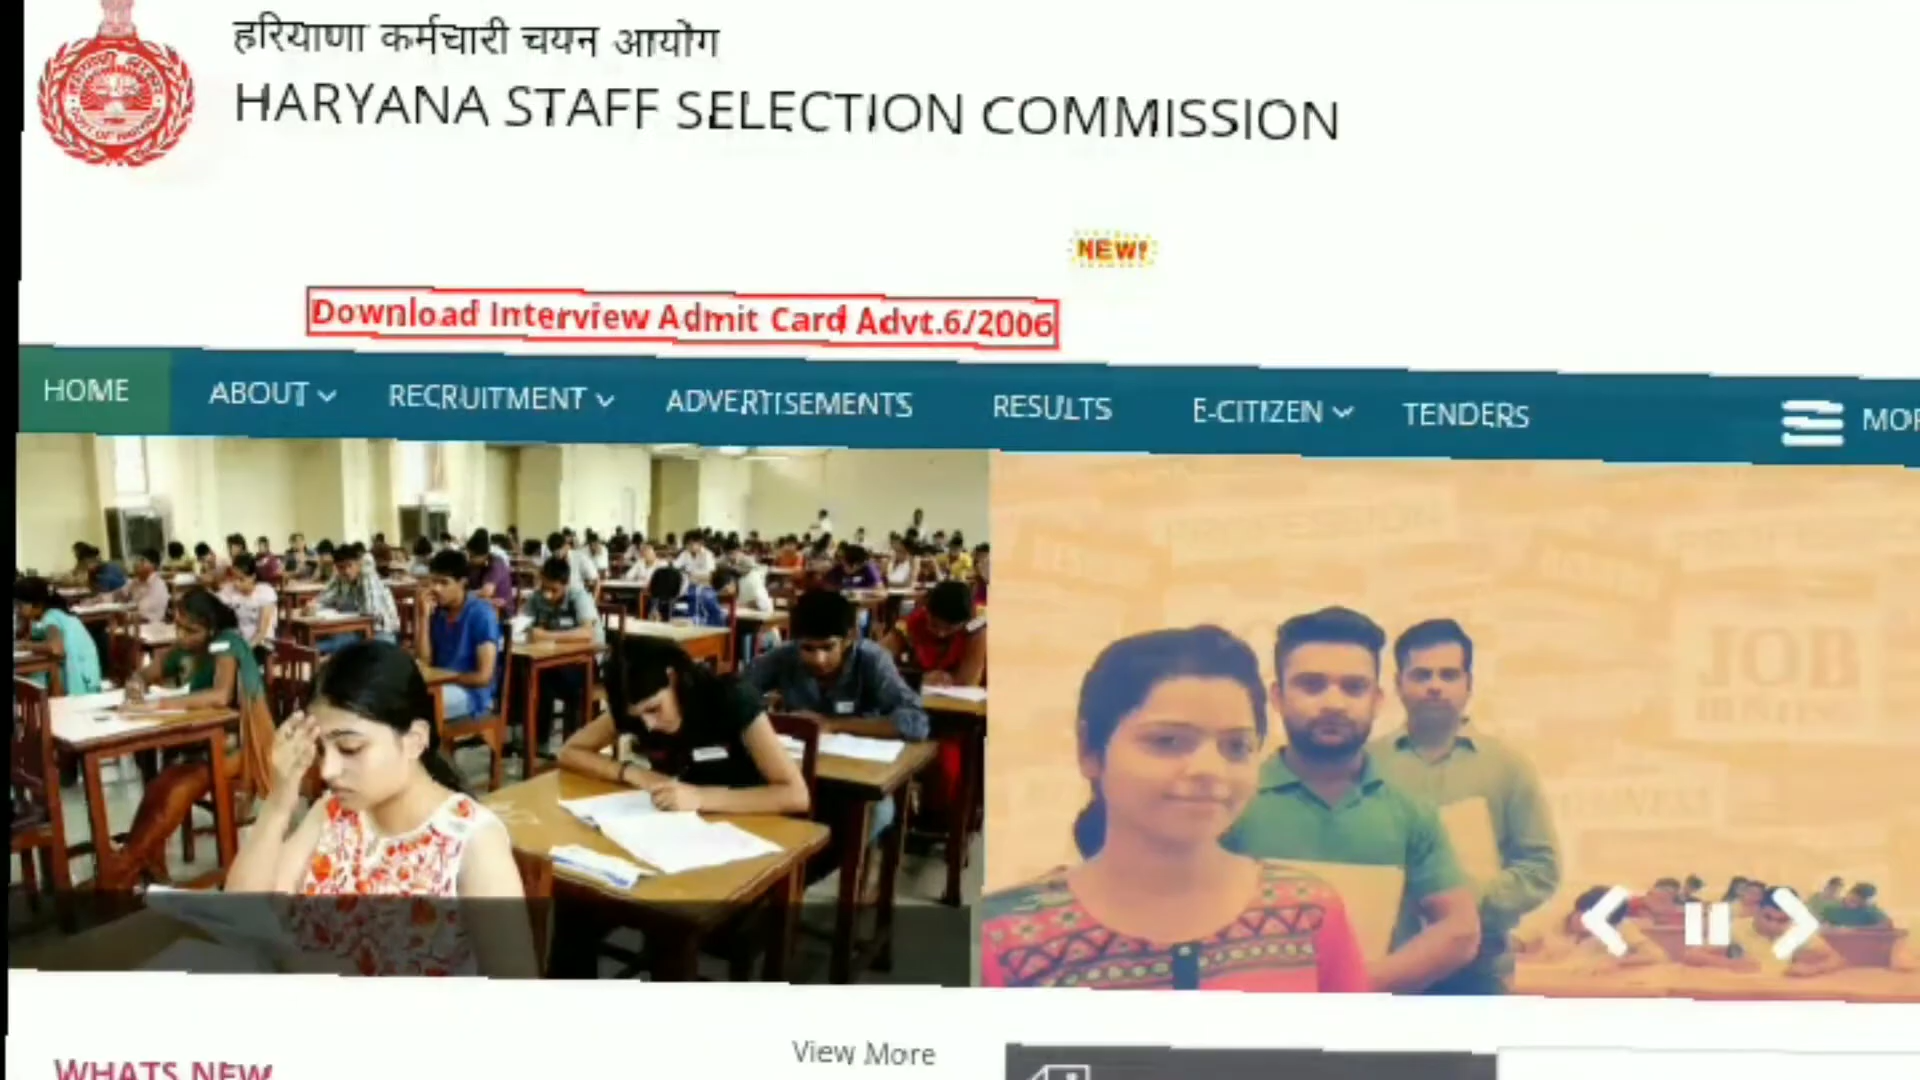 हरियाणा कर्मचारी चयन आयोग
HARYANA STAFF SELECTION COMMISSION
NEW!
Download Interview Admit Card Advt.6/2006
HOME ABOUT RECRUITMENT ADVERTISEMENTS RESULTS E-CITIZEN TENDERS
JOB
HUNTING
View More
WHATS NEW